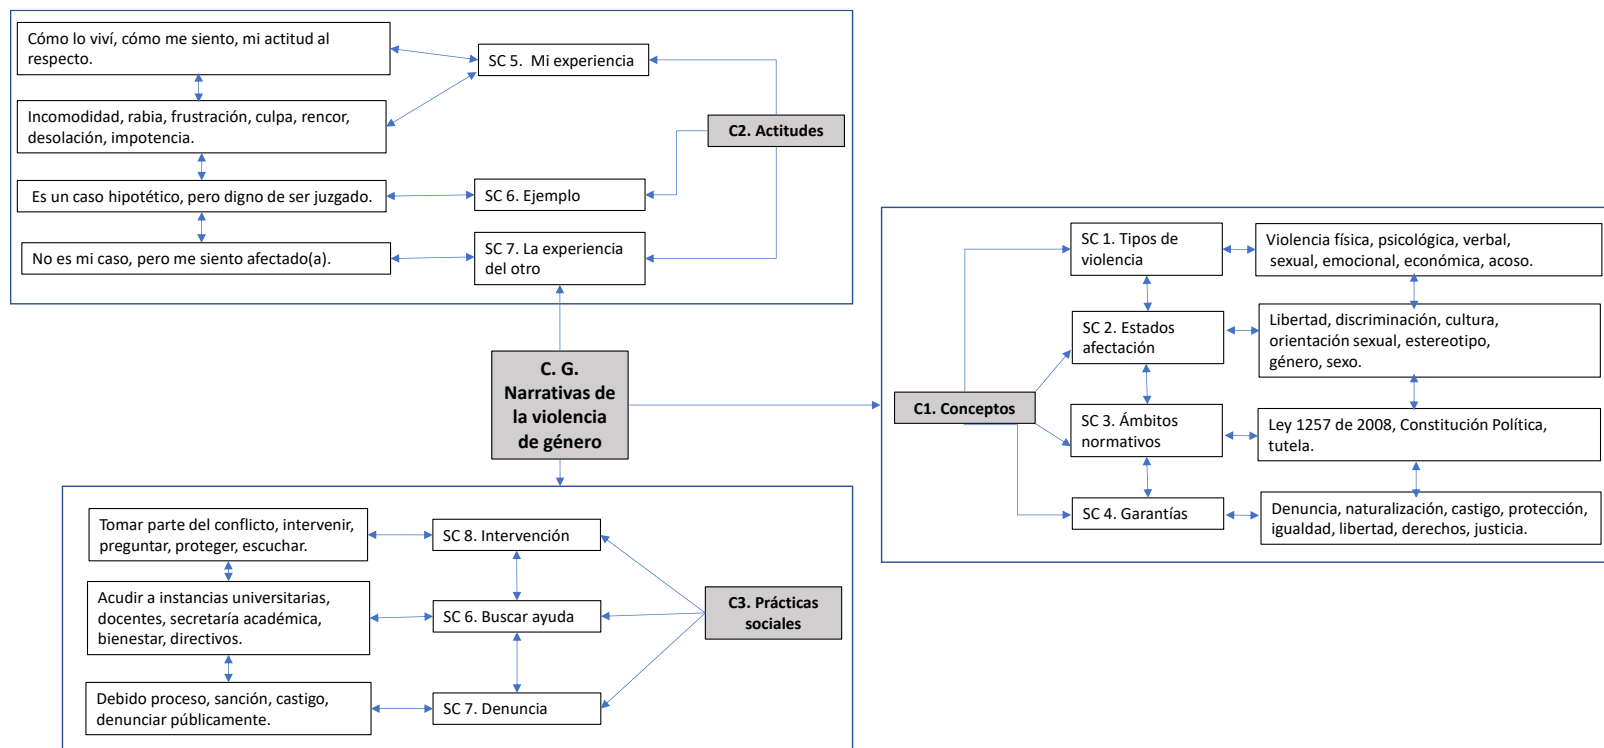 Cómo lo viví, cómo me siento, mi actitud al
respecto.
SC 5.  Mi experiencia
Incomodidad, rabia, frustración, culpa, rencor,
desolación, impotencia.
C2. Actitudes
Es un caso hipotético, pero digno de ser juzgado.
SC 6. Ejemplo
No es mi caso, pero me siento afectado(a).
SC 7. La experiencia
del otro
C. G.
Narrativas de
la violencia
de género
C1. Conceptos
SC 1. Tipos de
violencia
Violencia física, psicológica, verbal,
sexual, emocional, económica, acoso.
SC 2. Estados
afectación
Libertad, discriminación, cultura,
orientación sexual, estereotipo,
género, sexo.
SC 3. Ámbitos
normativos
Ley 1257 de 2008, Constitución Política,
tutela.
SC 4. Garantías
Denuncia, naturalización, castigo, protección,
igualdad, libertad, derechos, justicia.
Tomar parte del conflicto, intervenir,
preguntar, proteger, escuchar.
SC 8. Intervención
Acudir a instancias universitarias,
docentes, secretaría académica,
bienestar, directivos.
SC 6. Buscar ayuda
C3. Prácticas
sociales
Debido proceso, sanción, castigo,
denunciar públicamente.
SC 7. Denuncia